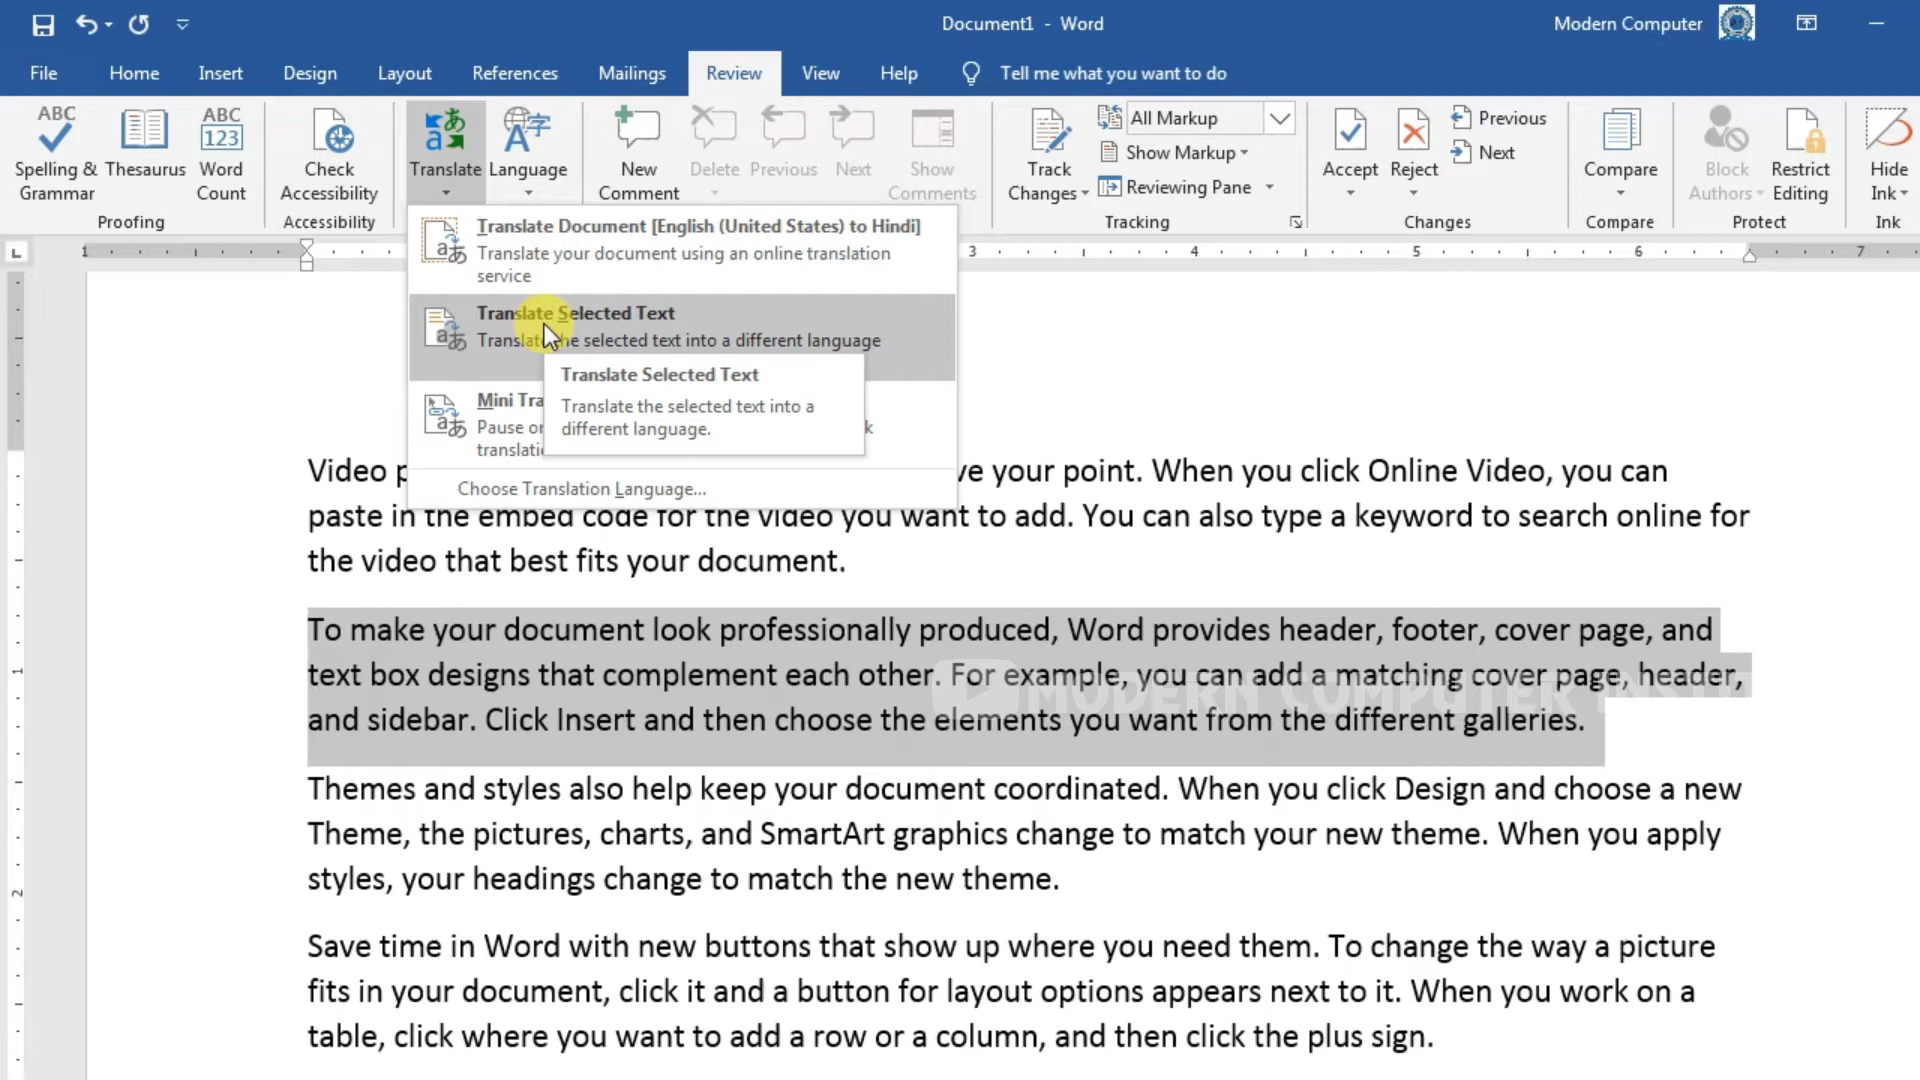 Document1 - Word
Modern Computer
File Home Insert Design Layout References Mailings Review View Help Tell me what you want to do
ABC
Spelling &
Grammar
Thesaurus
ABC
123
Word
Count
Proofing
Check
Accessibility
Accessibility
Translate
Language
New
Comment
Delete
Previous
Next
Show
Comments
Track
Changes
All Markup
Show Markup
Reviewing Pane
Tracking
Accept
Reject
Previous
Next
Changes
Compare
Compare
Block
Authors
Restrict
Editing
Protect
Hide
Ink
Ink
Translate Document [English (United States) to Hindi]
Translate your document using an online translation
service
Translate Selected Text
Translate the selected text into a different language
Translate Selected Text
Translate the selected text into a
different language.
Mini
Pause
Choose Translation Language...
1 3 4 5 6 7
Video ve your point. When you click Online Video, you can
paste in the embed code for the video you want to add. You can also type a keyword to search online for
the video that best fits your document.
To make your document look professionally produced, Word provides header, footer, cover page, and
text box designs that complement each other. For example, you can add a matching cover page, header,
and sidebar. Click Insert and then choose the elements you want from the different galleries.
MODERN COMPUTER
Themes and styles also help keep your document coordinated. When you click Design and choose a new
Theme, the pictures, charts, and SmartArt graphics change to match your new theme. When you apply
styles, your headings change to match the new theme.
Save time in Word with new buttons that show up where you need them. To change the way a picture
fits in your document, click it and a button for layout options appears next to it. When you work on a
table, click where you want to add a row or a column, and then click the plus sign.
1
2